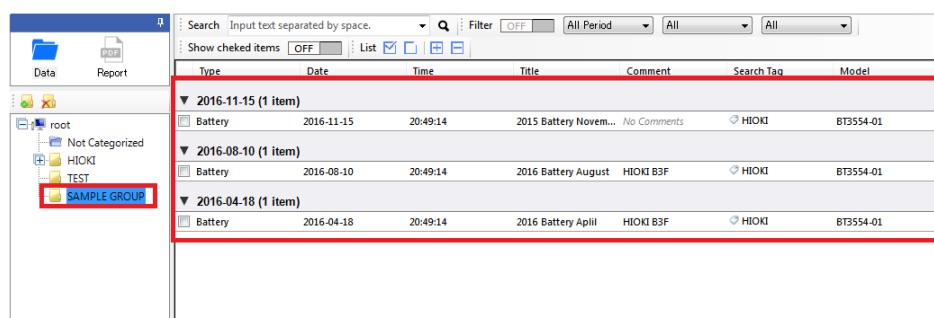 Search Input text separated by space. Filter OFF All Period All All
Show cheked items OFF List
Data Report
PDF
root
Not Categorized
HIOKI
TEST
SAMPLE GROUP
Type Date Time Title Comment Search Tag Model
2016-11-15 (1 item)
Battery 2016-11-15 20:49:14 2015 Battery Novem... No Comments HIOKI BT3554-01
2016-08-10 (1 item)
Battery 2016-08-10 20:49:14 2016 Battery August HIOKI B3F HIOKI BT3554-01
2016-04-18 (1 item)
Battery 2016-04-18 20:49:14 2016 Battery Aplil HIOKI B3F HIOKI BT3554-01